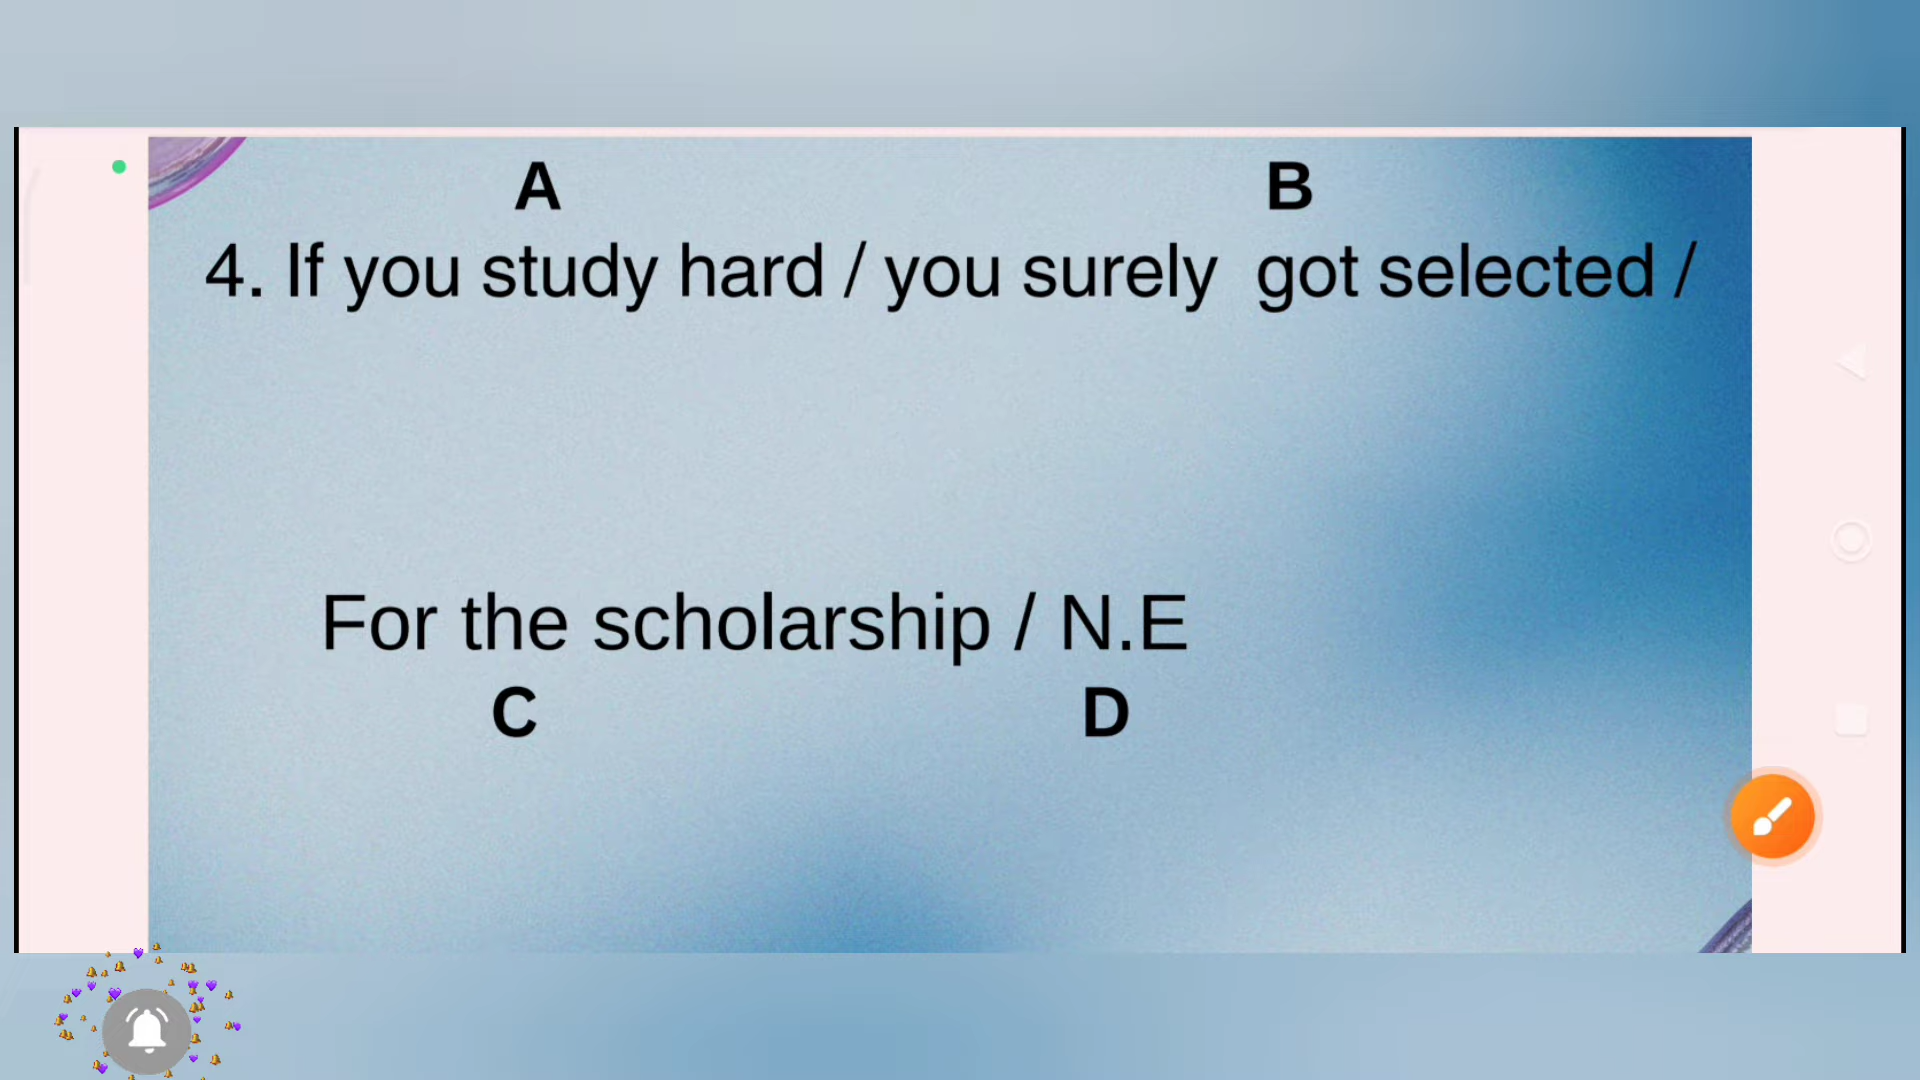 A B
4. If you study hard / you surely got selected /
For the scholarship / N.E
C D